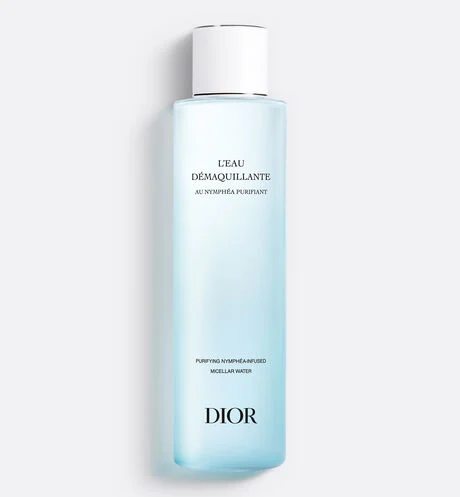 L'EAU
DÉMAQUILLANTE
AU NYMPHÉA PURIFIANT
PURIFYING NYMPHÉA-INFUSED
MICELLAR WATER
DIOR